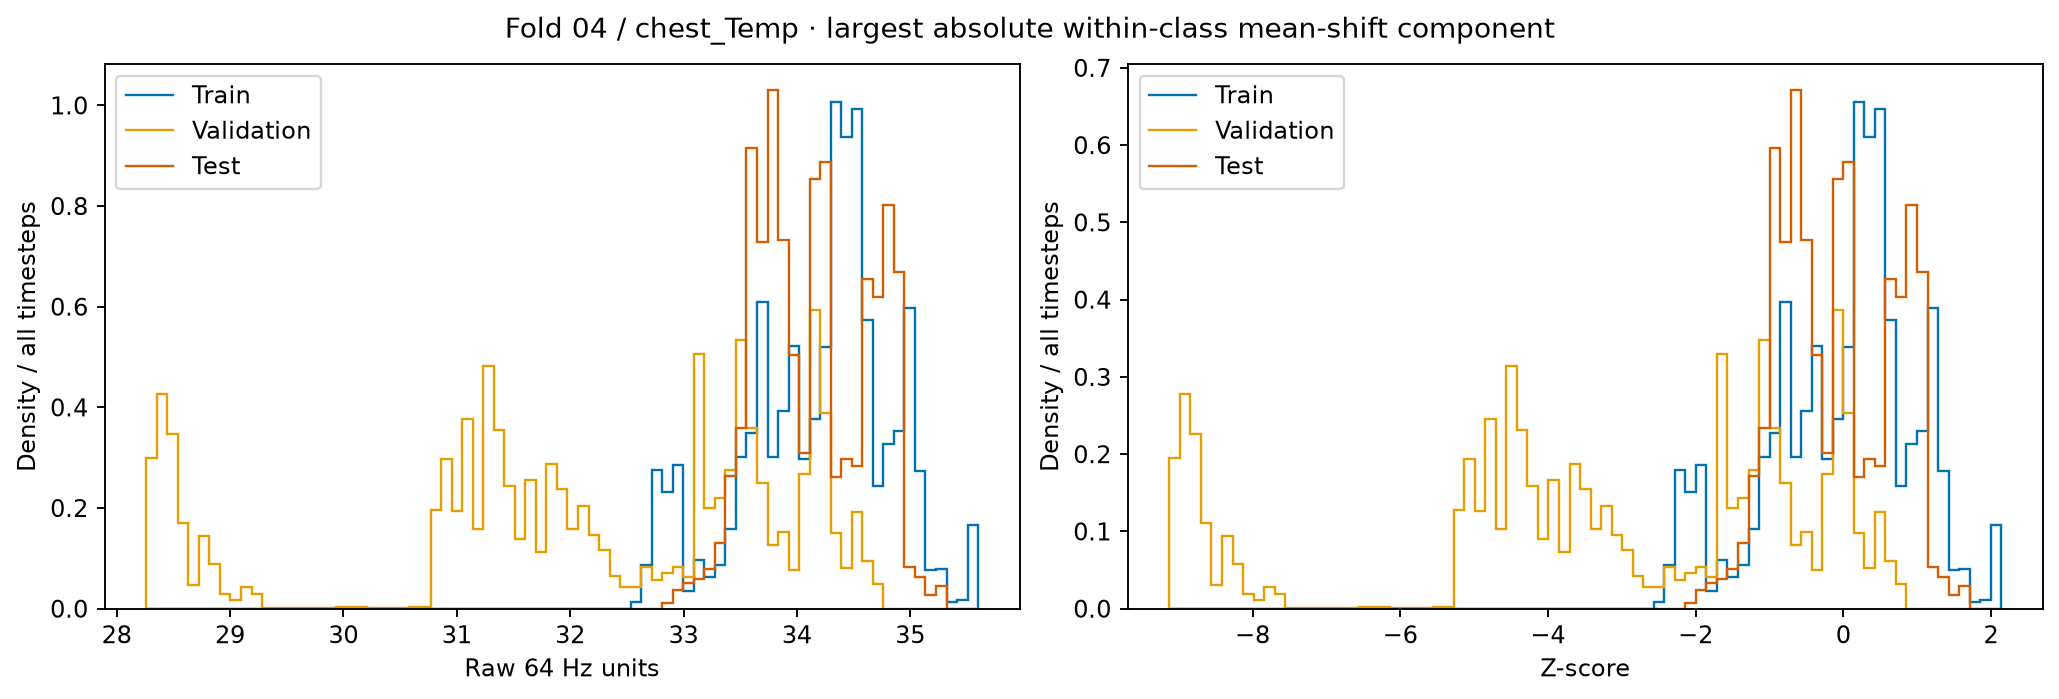 Fold 04 / chest_Temp · largest absolute within-class mean-shift component
Train
Validation
Test
Density / all timesteps
1.0
0.8
0.6
0.4
0.2
0.0
28 29 30 31 32 33 34 35
Raw 64 Hz units
Train
Validation
Test
Density / all timesteps
0.7
0.6
0.5
0.4
0.3
0.2
0.1
0.0
−8 −6 −4 −2 0 2
Z-score